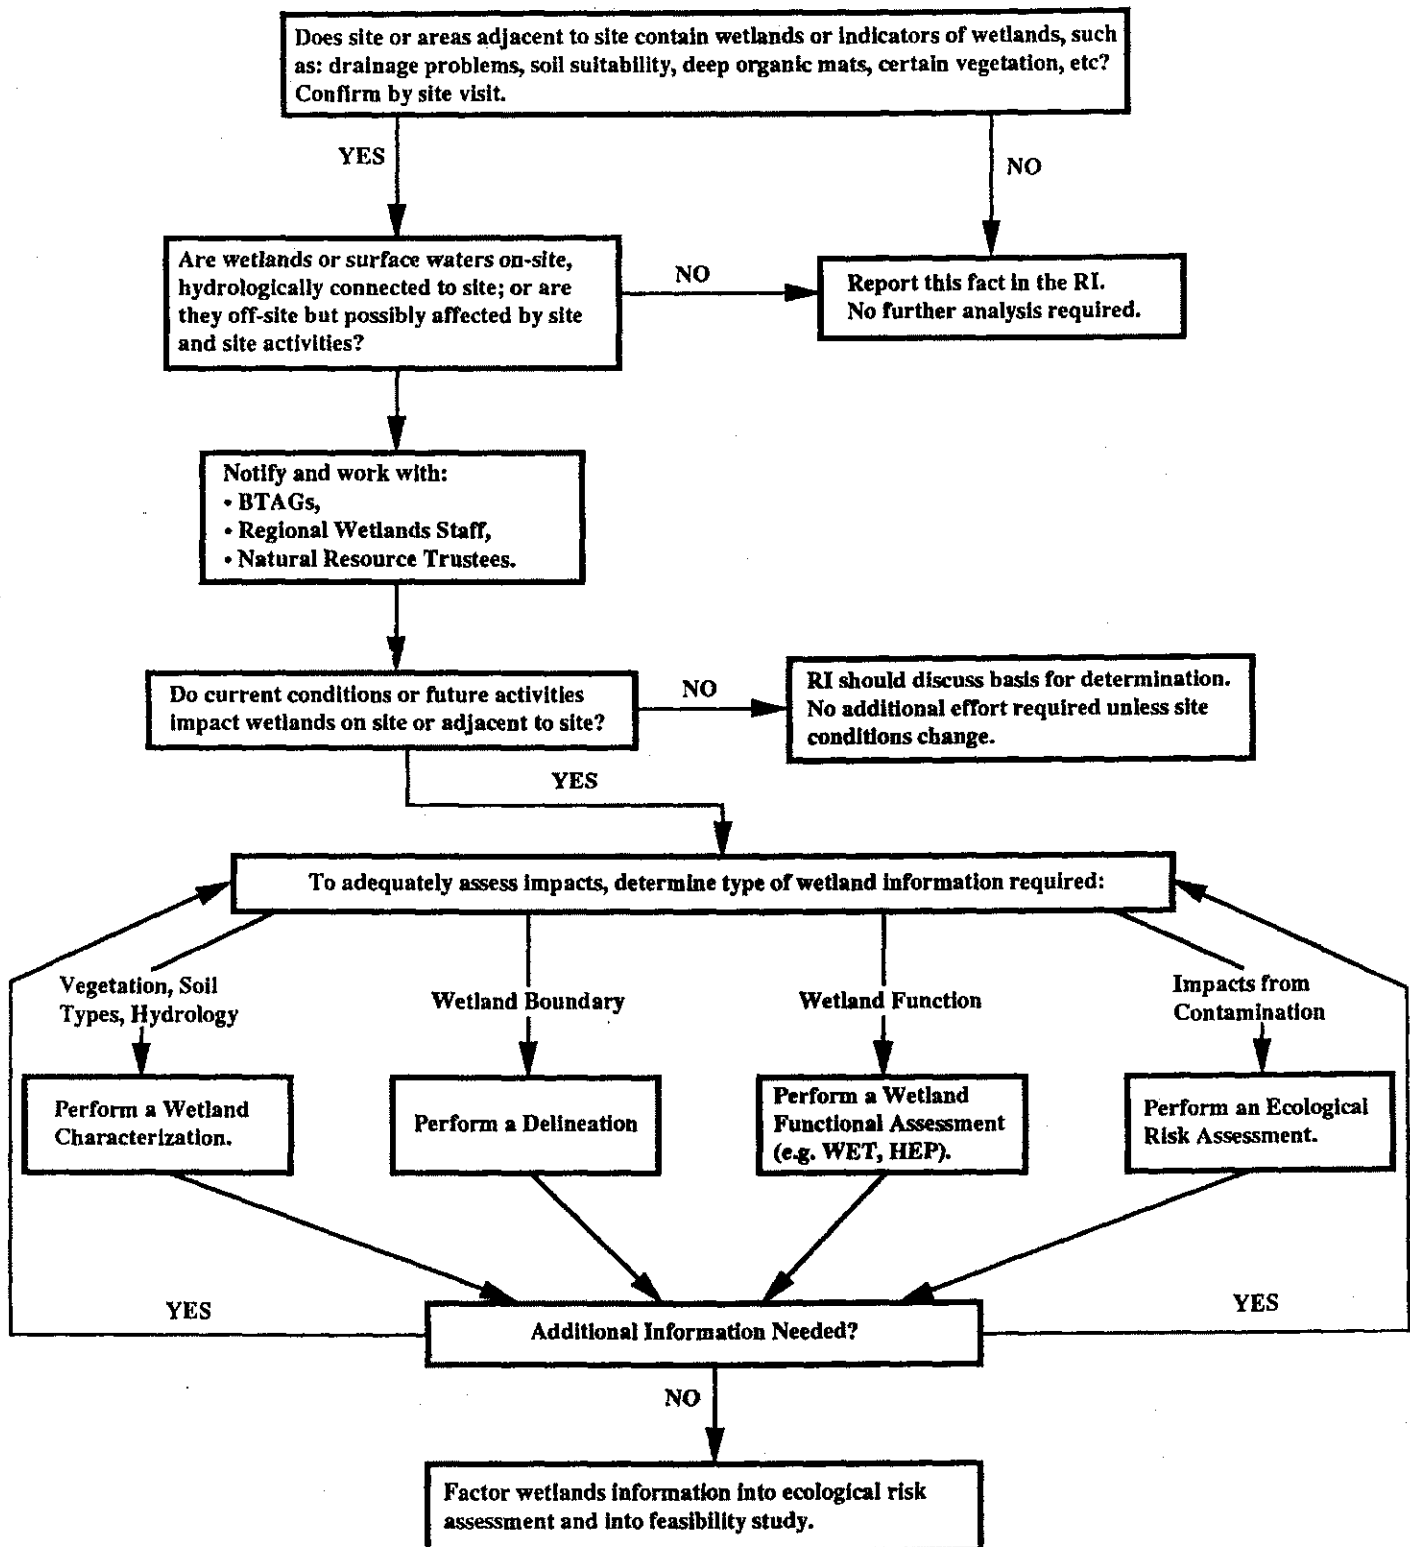 Does site or areas adjacent to site contain wetlands or indicators of wetlands, such
as: drainage problems, soil suitability, deep organic mats, certain vegetation, etc?
Confirm by site visit.
YES
NO
Are wetlands or surface waters on-site,
hydrologically connected to site; or are
they off-site but possibly affected by site
and site activities?
NO
Report this fact in the RI.
No further analysis required.
Notify and work with:
• BTAGs,
• Regional Wetlands Staff,
• Natural Resource Trustees.
Do current conditions or future activities
impact wetlands on site or adjacent to site?
NO
RI should discuss basis for determination.
No additional effort required unless site
conditions change.
YES
To adequately assess impacts, determine type of wetland information required:
Vegetation, Soil
Types, Hydrology
Wetland Boundary
Wetland Function
Impacts from
Contamination
Perform a Wetland
Characterization.
Perform a Delineation
Perform a Wetland
Functional Assessment
(e.g. WET, HEP).
Perform an Ecological
Risk Assessment.
YES
Additional Information Needed?
YES
NO
Factor wetlands information into ecological risk
assessment and into feasibility study.